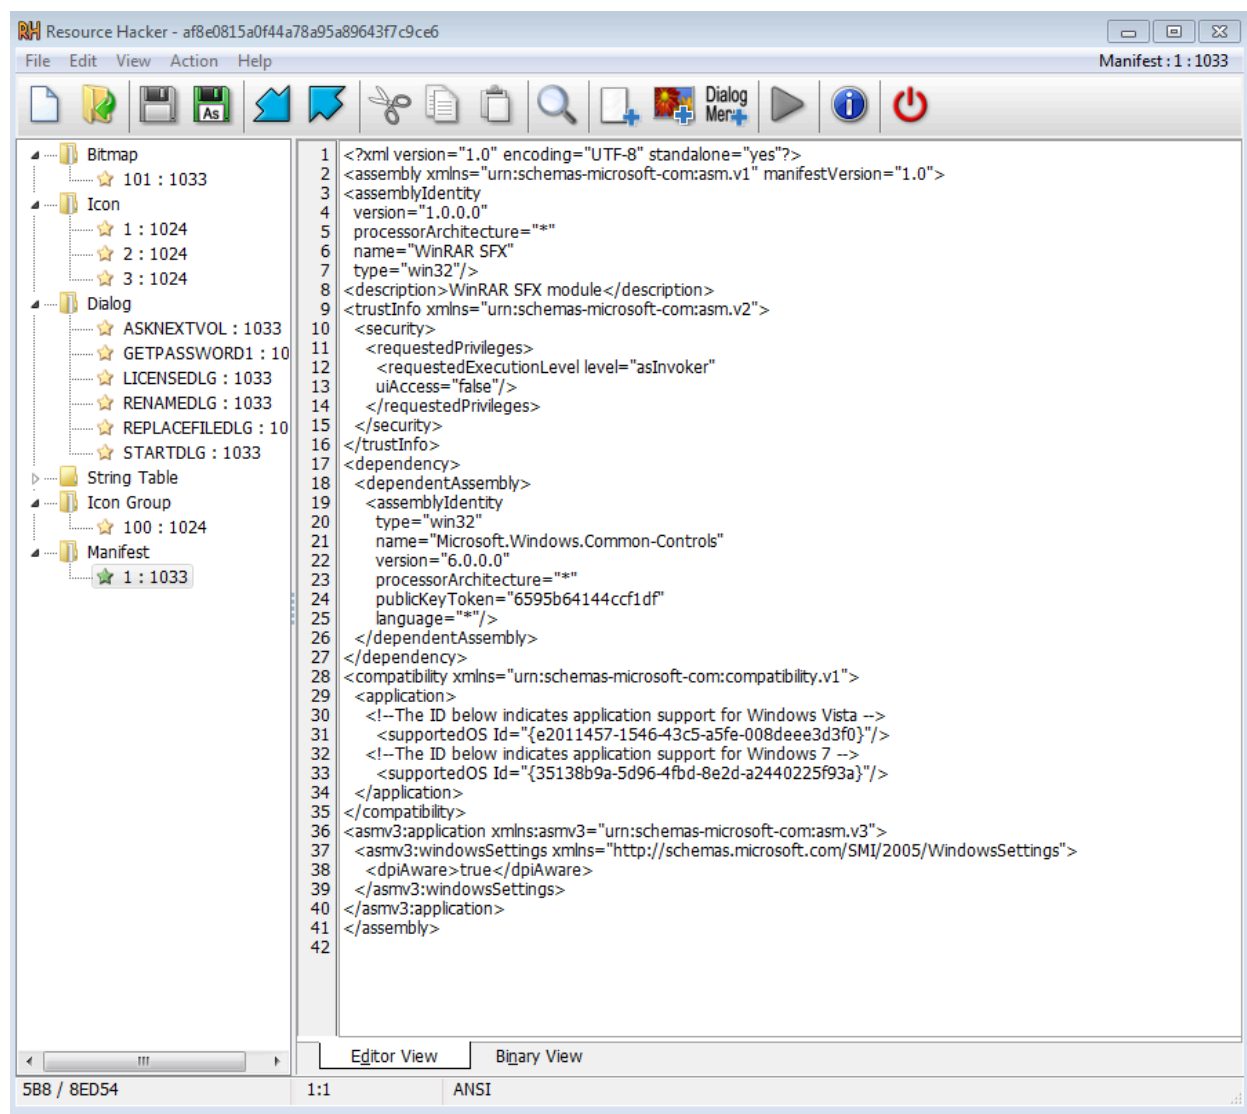 Resource Hacker - af8e0815a0f44a78a95a89643f7c9ce6
File Edit View Action Help
Manifest : 1 : 1033
As
Dialog
Men
Bitmap
101 : 1033
Icon
1 : 1024
2 : 1024
3 : 1024
Dialog
ASKNEXTVOL : 1033
GETPASSWORD1 : 10
LICENSEDLG : 1033
RENAMEDLG : 1033
REPLACEFILEDLG : 10
STARTDLG : 1033
String Table
Icon Group
100 : 1024
Manifest
1 : 1033
1 <?xml version="1.0" encoding="UTF-8" standalone="yes"?>
2 <assembly xmlns="urn:schemas-microsoft-com:asm.v1" manifestVersion="1.0">
3 <assemblyIdentity
4 version="1.0.0.0"
5 processorArchitecture="*"
6 name="WinRAR SFX"
7 type="win32"/>
8 <description>WinRAR SFX module</description>
9 <trustInfo xmlns="urn:schemas-microsoft-com:asm.v2">
10 <security>
11 <requestedPrivileges>
12 <requestedExecutionLevel level="asInvoker"
13 uiAccess="false"/>
14 </requestedPrivileges>
15 </security>
16 </trustInfo>
17 <dependency>
18 <dependentAssembly>
19 <assemblyIdentity
20 type="win32"
21 name="Microsoft.Windows.Common-Controls"
22 version="6.0.0.0"
23 processorArchitecture="*"
24 publicKeyToken="6595b64144ccf1df"
25 language="*"/>
26 </dependentAssembly>
27 </dependency>
28 <compatibility xmlns="urn:schemas-microsoft-com:compatibility.v1">
29 <application>
30 <!--The ID below indicates application support for Windows Vista -->
31 <supportedOS Id="{e2011457-1546-43c5-a5fe-008deee3d3f0}"/>
32 <!--The ID below indicates application support for Windows 7 -->
33 <supportedOS Id="{35138b9a-5d96-4fbd-8e2d-a2440225f93a}"/>
34 </application>
35 </compatibility>
36 <asmv3:application xmlns:asmv3="urn:schemas-microsoft-com:asm.v3">
37 <asmv3:windowsSettings xmlns="http://schemas.microsoft.com/SMI/2005/WindowsSettings">
38 <dpiAware>true</dpiAware>
39 </asmv3:windowsSettings>
40 </asmv3:application>
41 </assembly>
42
Editor View Binary View
5B8 / 8ED54 1:1 ANSI